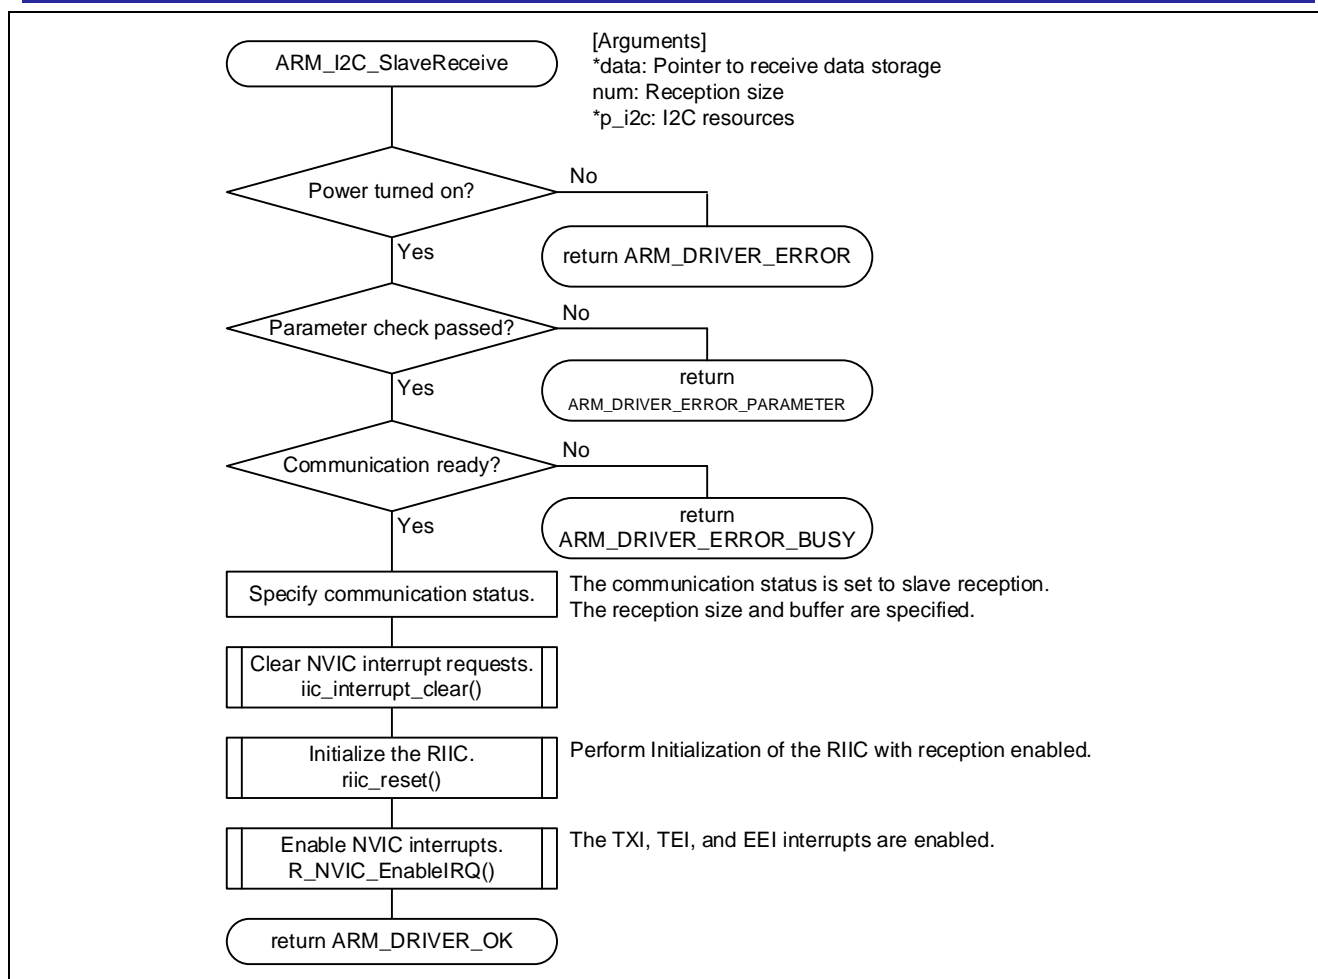 ARM_I2C_SlaveReceive
[Arguments]
*data: Pointer to receive data storage
num: Reception size
*p_i2c: I2C resources
Power turned on?
No
Yes
return ARM_DRIVER_ERROR
Parameter check passed?
No
Yes
return
ARM_DRIVER_ERROR_PARAMETER
Communication ready?
No
Yes
return
ARM_DRIVER_ERROR_BUSY
Specify communication status.
The communication status is set to slave reception.
The reception size and buffer are specified.
Clear NVIC interrupt requests.
iic_interrupt_clear()
Initialize the RIIC.
riic_reset()
Perform Initialization of the RIIC with reception enabled.
Enable NVIC interrupts.
R_NVIC_EnableIRQ()
The TXI, TEI, and EEI interrupts are enabled.
return ARM_DRIVER_OK